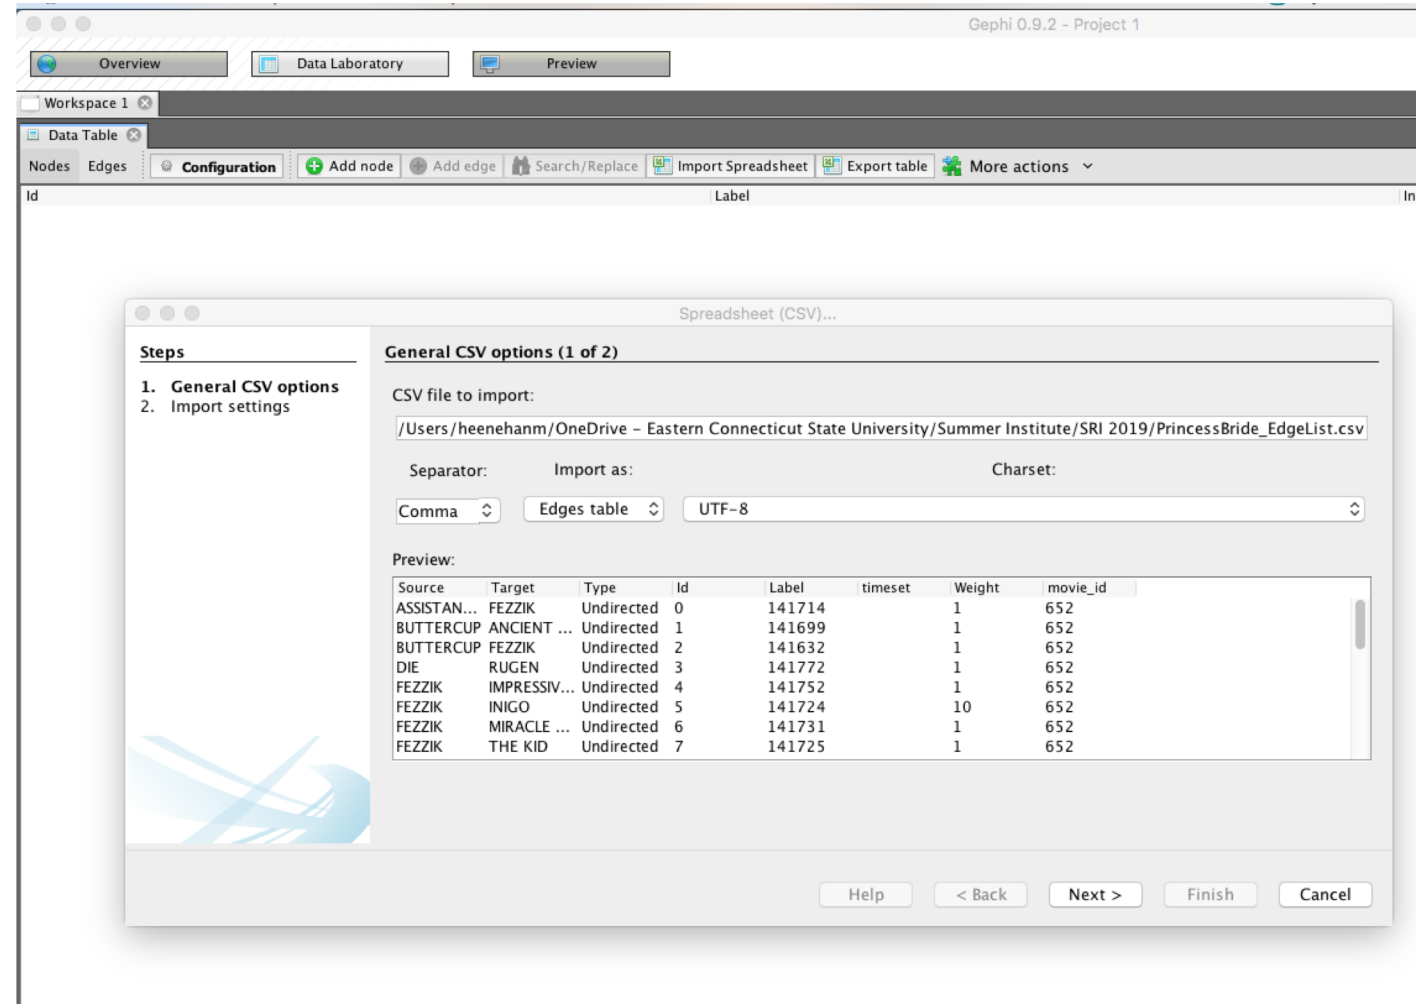 Gephi 0.9.2 - Project 1
Overview Data Laboratory Preview
Workspace 1
Data Table
Nodes Edges Configuration Add node Add edge Search/Replace Import Spreadsheet Export table More actions
Id Label In
Spreadsheet (CSV)...
Steps
1. General CSV options
2. Import settings
General CSV options (1 of 2)
CSV file to import:
/Users/heenehanm/OneDrive – Eastern Connecticut State University/Summer Institute/SRI 2019/PrincessBride_EdgeList.csv
Separator: Import as: Charset:
Comma Edges table UTF-8
Preview:
Source Target Type Id Label timeset Weight movie_id
ASSISTAN... FEZZIK Undirected 0 141714 1 652
BUTTERCUP ANCIENT ... Undirected 1 141699 1 652
BUTTERCUP FEZZIK Undirected 2 141632 1 652
DIE RUGEN Undirected 3 141772 1 652
FEZZIK IMPRESSIV... Undirected 4 141752 1 652
FEZZIK INIGO Undirected 5 141724 10 652
FEZZIK MIRACLE ... Undirected 6 141731 1 652
FEZZIK THE KID Undirected 7 141725 1 652
Help < Back Next > Finish Cancel